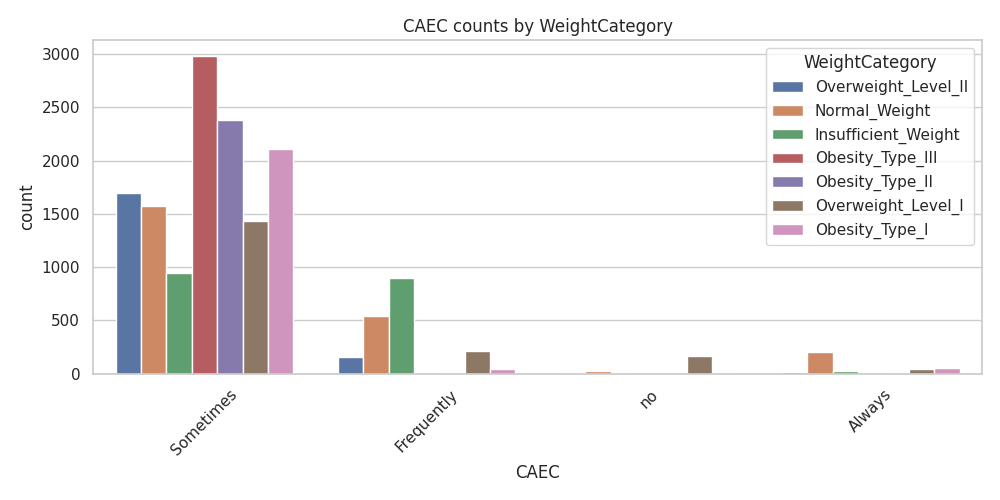 CAEC counts by WeightCategory
3000
2500
2000
1500
1000
500
0
count
WeightCategory
Overweight_Level_II
Normal_Weight
Insufficient_Weight
Obesity_Type_III
Obesity_Type_II
Overweight_Level_I
Obesity_Type_I
Sometimes
Frequently
no
Always
CAEC